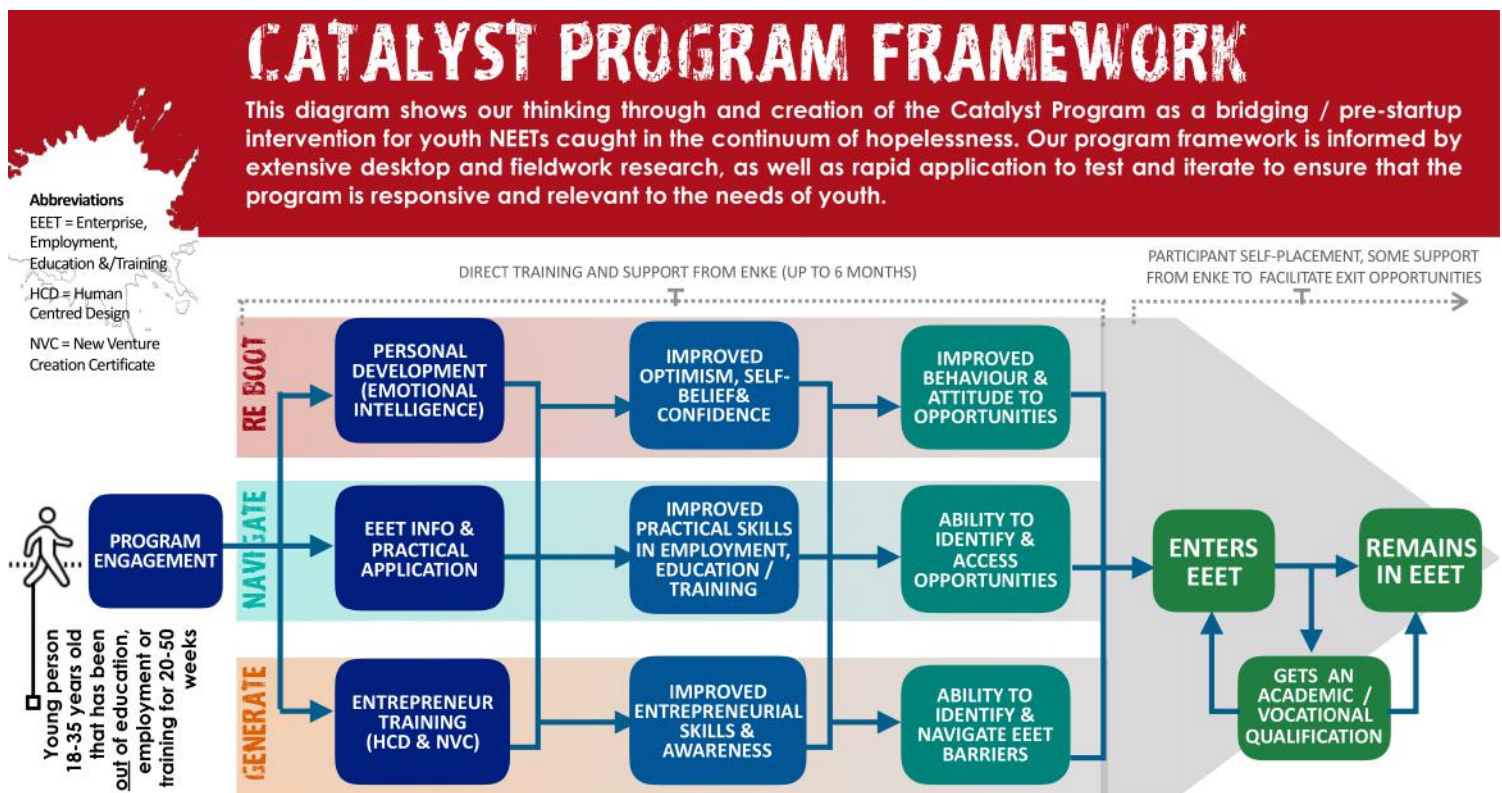 CATALYST PROGRAM FRAMEWORK
This diagram shows our thinking through and creation of the Catalyst Program as a bridging / pre-startup
intervention for youth NEETs caught in the continuum of hopelessness. Our program framework is informed by
extensive desktop and fieldwork research, as well as rapid application to test and iterate to ensure that the
program is responsive and relevant to the needs of youth.
Abbreviations
EEET = Enterprise,
Employment,
Education &/Training
HCD = Human
Centred Design
NVC = New Venture
Creation Certificate
DIRECT TRAINING AND SUPPORT FROM ENKE (UP TO 6 MONTHS)
PARTICIPANT SELF-PLACEMENT, SOME SUPPORT
FROM ENKE TO FACILITATE EXIT OPPORTUNITIES
RE BOOT
PERSONAL
DEVELOPMENT
(EMOTIONAL
INTELLIGENCE)
IMPROVED
OPTIMISM, SELF-
BELIEF&
CONFIDENCE
IMPROVED
BEHAVIOUR &
ATTITUDE TO
OPPORTUNITIES
PROGRAM
ENGAGEMENT
NAVIGATE
EEET INFO &
PRACTICAL
APPLICATION
IMPROVED
PRACTICAL SKILLS
IN EMPLOYMENT,
EDUCATION /
TRAINING
ABILITY TO
IDENTIFY &
ACCESS
OPPORTUNITIES
ENTERS
EEET
REMAINS
IN EEET
Young person
18-35 years old
that has been
out of education,
employment or
training for 20-50
weeks
GENERATE
ENTREPRENEUR
TRAINING
(HCD & NVC)
IMPROVED
ENTREPRENEURIAL
SKILLS &
AWARENESS
ABILITY TO
IDENTIFY &
NAVIGATE EEET
BARRIERS
GETS AN
ACADEMIC /
VOCATIONAL
QUALIFICATION